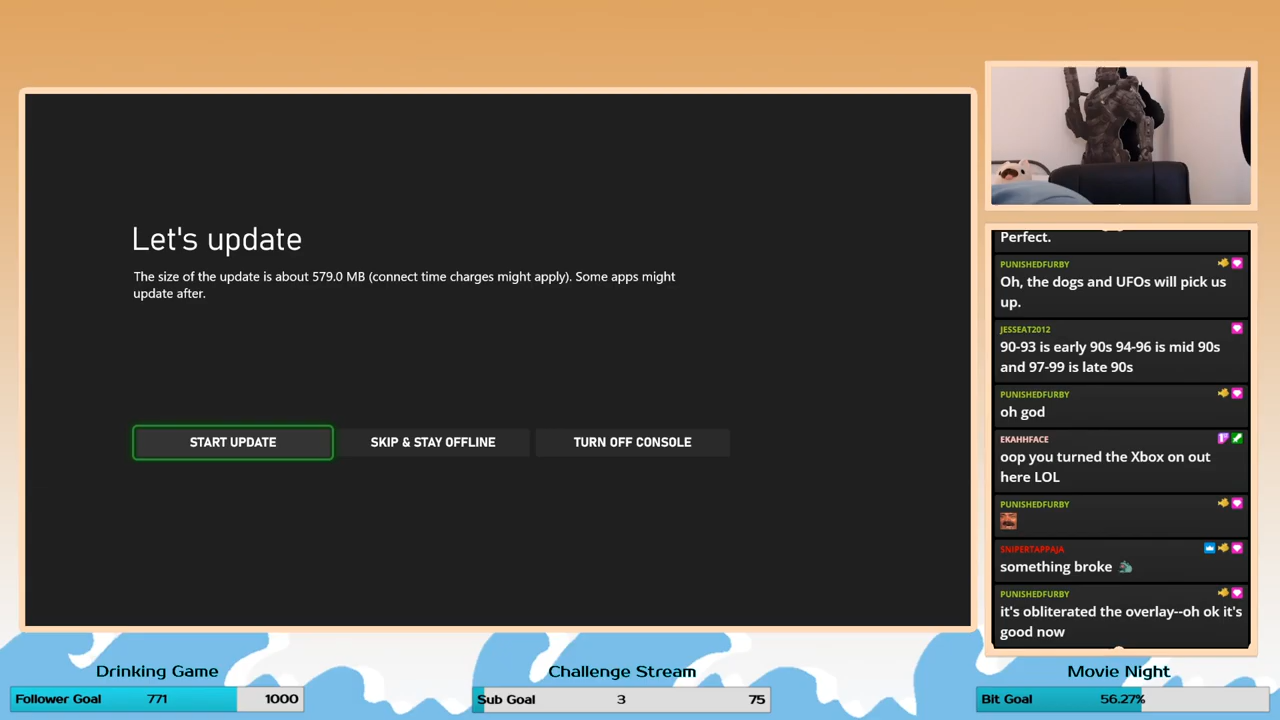 Let's update
The size of the update is about 579.0 MB (connect time charges might apply). Some apps might
update after.
START UPDATE
SKIP & STAY OFFLINE
TURN OFF CONSOLE
Perfect.
PUNISHEDFURBY
Oh, the dogs and UFOs will pick us
up.
JESSEAT2012
90-93 is early 90s 94-96 is mid 90s
and 97-99 is late 90s
PUNISHEDFURBY
oh god
EKAHHFACE
oop you turned the Xbox on out
here LOL
PUNISHEDFURBY
SNIPERTAPPAJA
something broke
PUNISHEDFURBY
it's obliterated the overlay--oh ok it's
good now
Drinking Game
Follower Goal 771 1000
Challenge Stream
Sub Goal 3 75
Movie Night
Bit Goal 56.27%